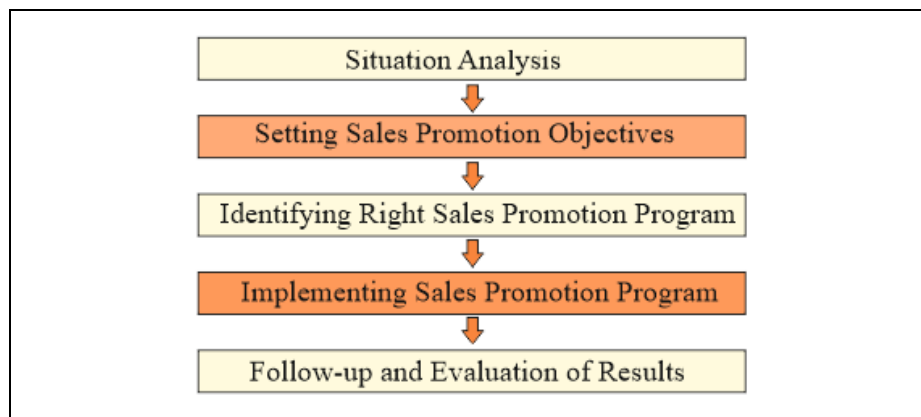 Situation Analysis
Setting Sales Promotion Objectives
Identifying Right Sales Promotion Program
Implementing Sales Promotion Program
Follow-up and Evaluation of Results